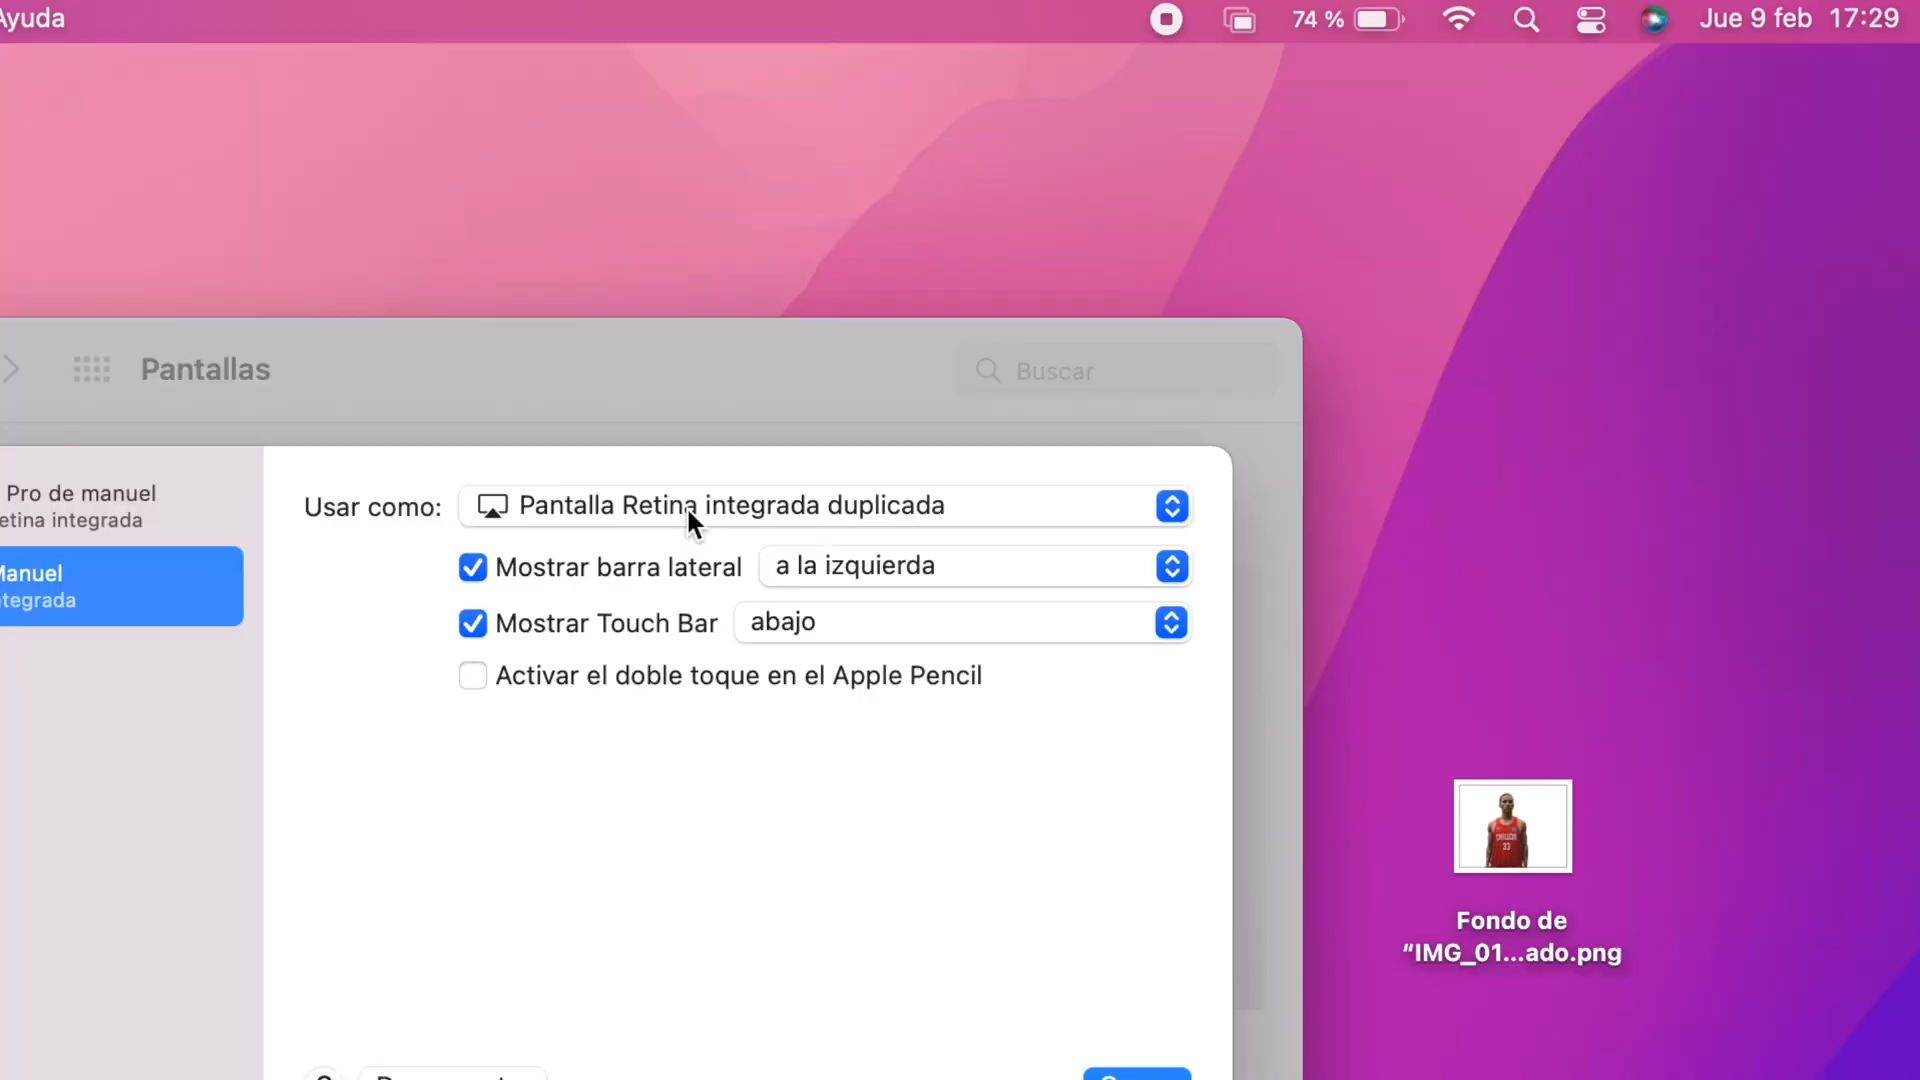 Ayuda
74 %
Jue 9 feb 17:29
Pantallas
Buscar
Pro de manuel
etina integrada
Manuel
ntegrada
Usar como:
Pantalla Retina integrada duplicada
Mostrar barra lateral
a la izquierda
Mostrar Touch Bar
abajo
Activar el doble toque en el Apple Pencil
Fondo de
“IMG_01...ado.png